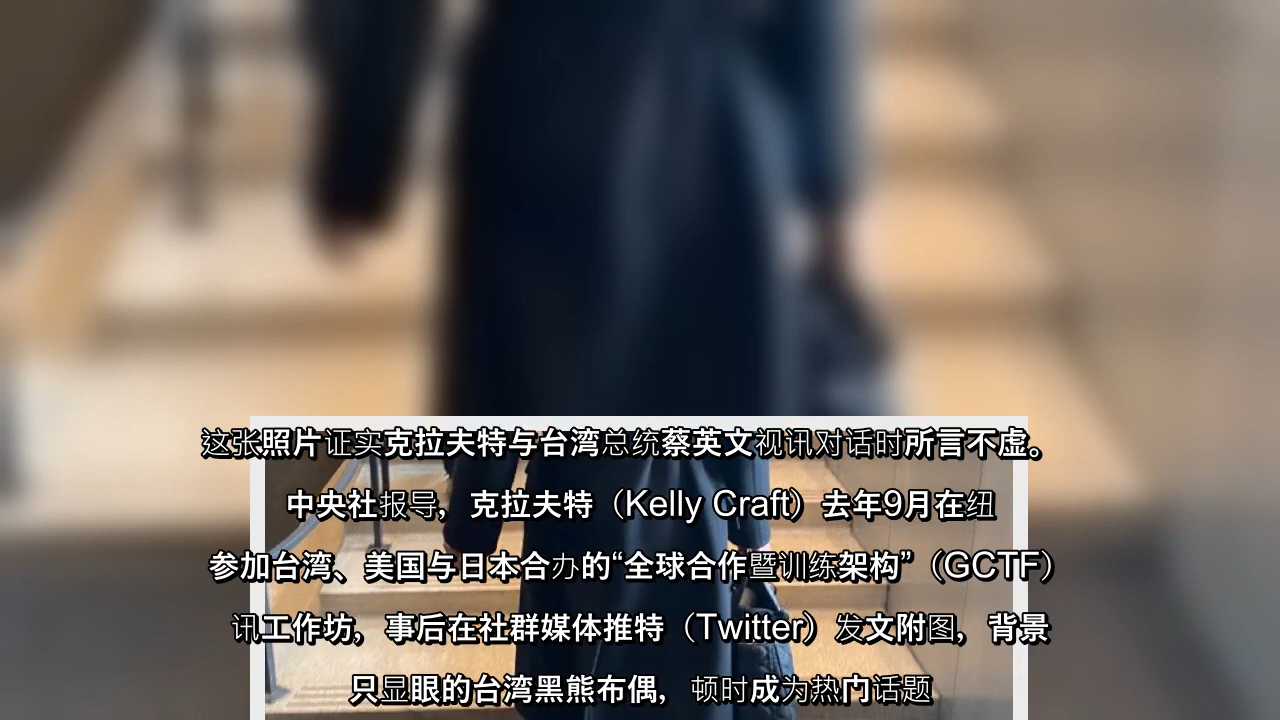 这张照片证实克拉夫特与台湾总统蔡英文视讯对话时所言不虚。
中央社报导，克拉夫特（Kelly Craft）去年9月在纽
参加台湾、美国与日本合办的“全球合作暨训练架构”（GCTF）
讯工作坊，事后在社群媒体推特（Twitter）发文附图，背景
只显眼的台湾黑熊布偶，顿时成为热门话题